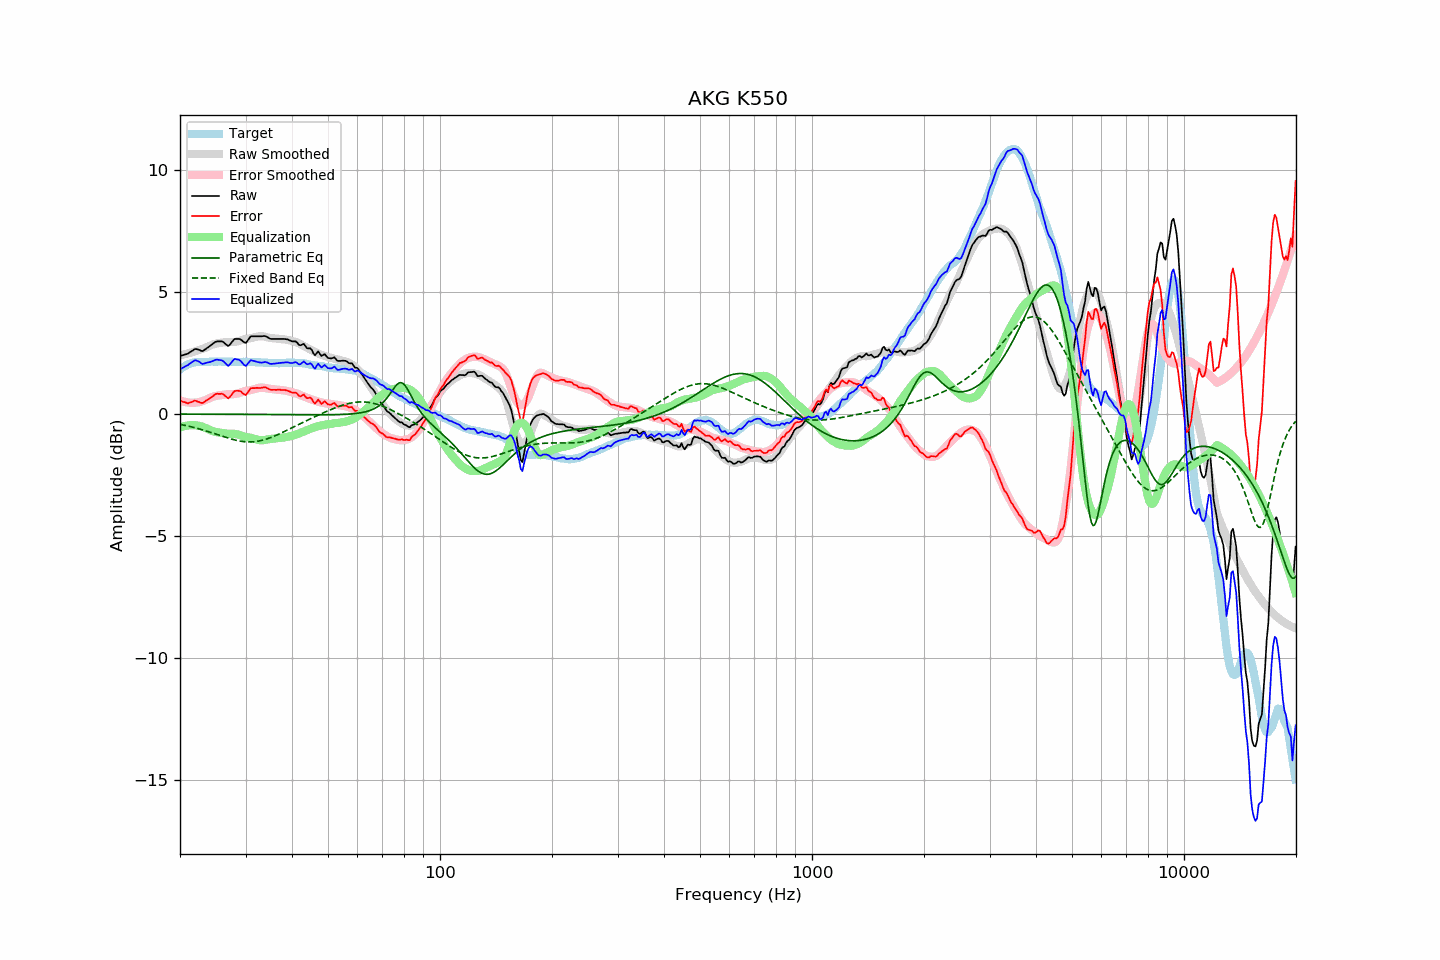 AKG K550
Target
Raw Smoothed
Error Smoothed
Raw
Error
Equalization
Parametric Eq
Fixed Band Eq
Equalized
10
5
0
−5
−10
−15
Amplitude (dBr)
100 1000 10000
Frequency (Hz)